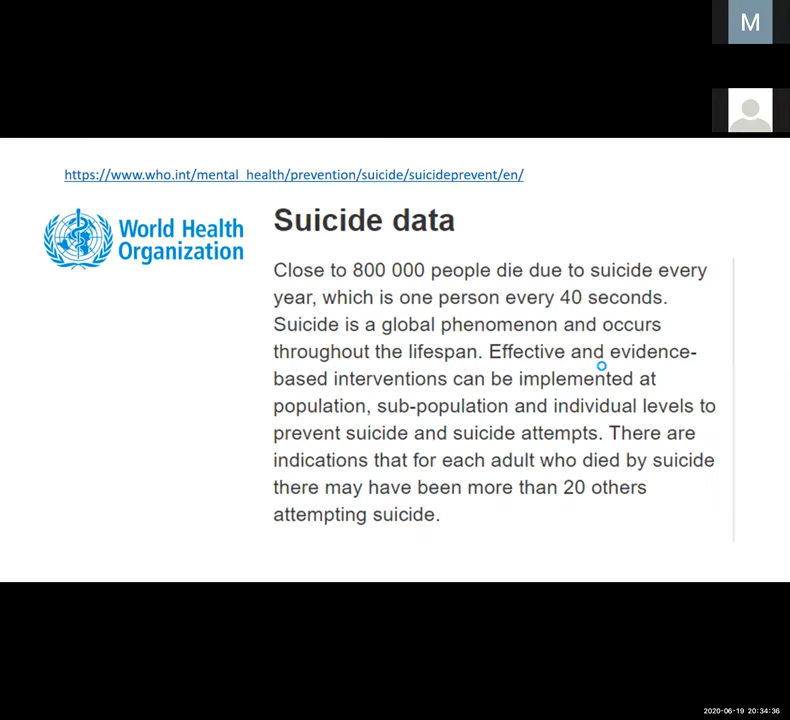 M
https://www.who.int/mental_health/prevention/suicide/suicideprevent/en/
World Health
Organization
Suicide data
Close to 800 000 people die due to suicide every
year, which is one person every 40 seconds.
Suicide is a global phenomenon and occurs
throughout the lifespan. Effective and evidence-
based interventions can be implemented at
population, sub-population and individual levels to
prevent suicide and suicide attempts. There are
indications that for each adult who died by suicide
there may have been more than 20 others
attempting suicide.
2020-06-19 20:34:36